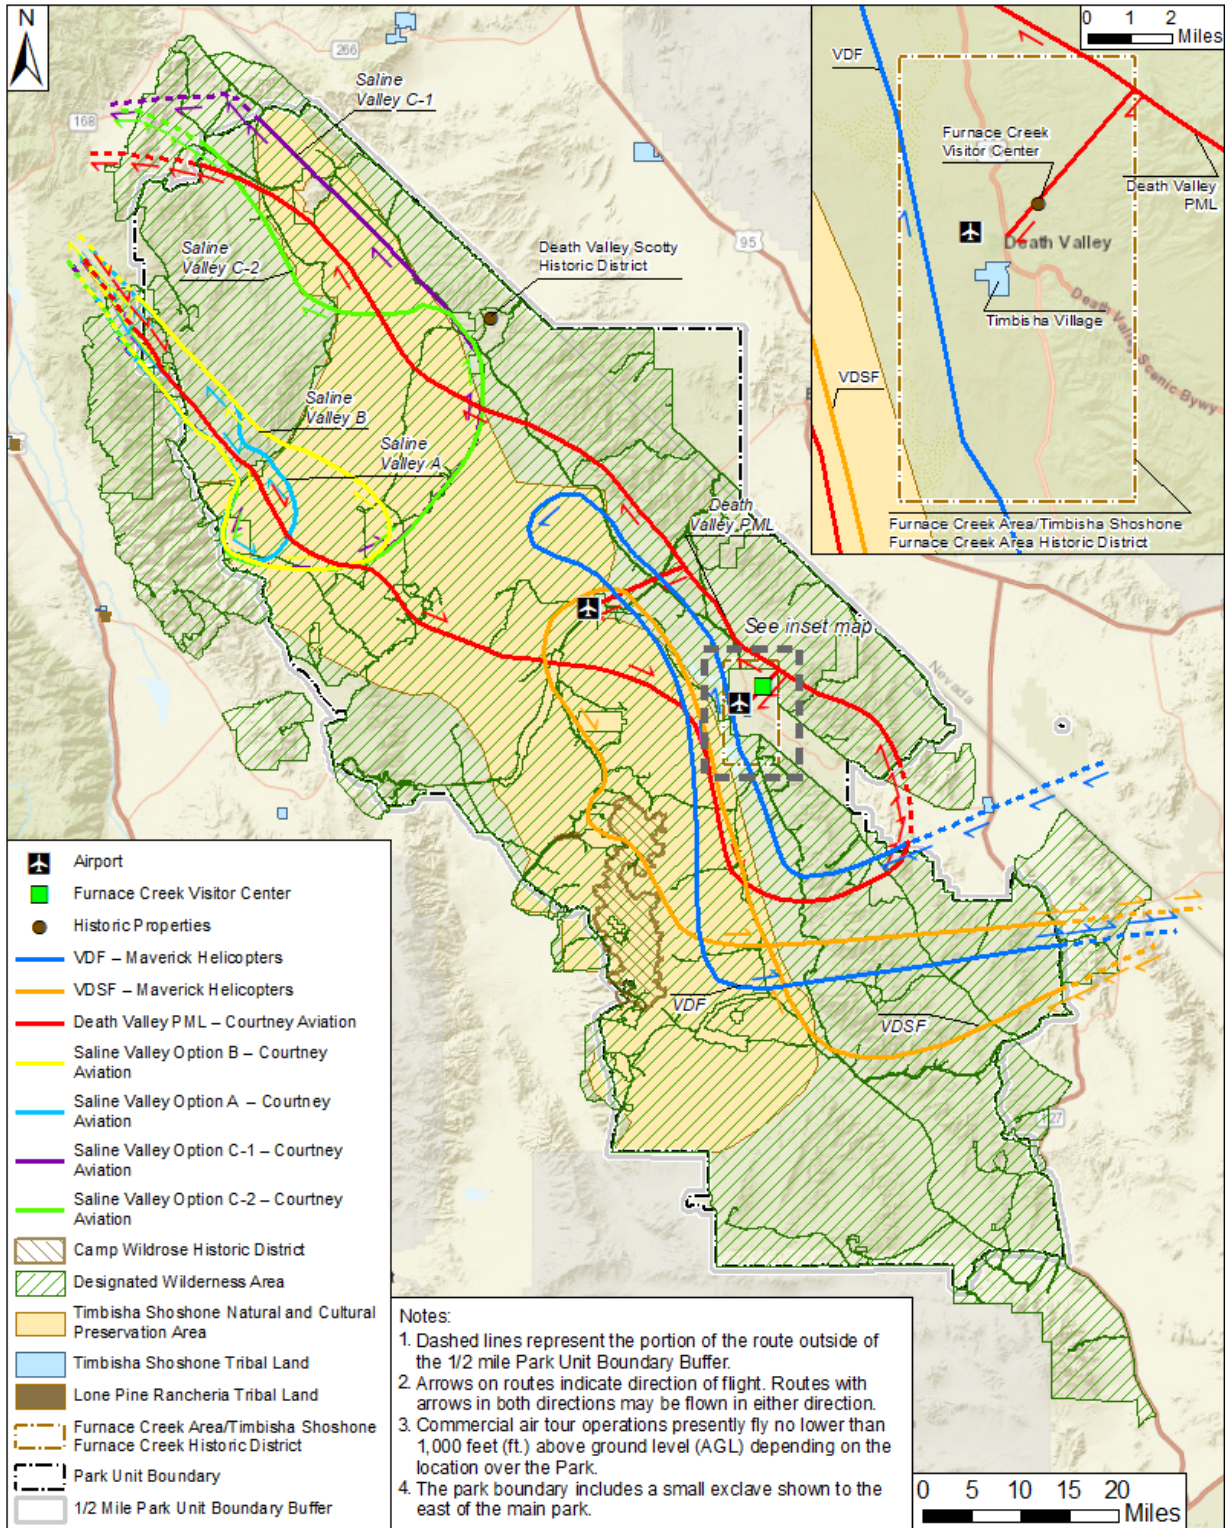 N
266
168
Saline
Valley C-1
Saline
Valley C-2
Death Valley Scotty
Historic District
95
Saline
Valley B
Saline
Valley A
Death
Valley PML
See inset map
Nevada
VDF
VDSF
127
0 1 2
Miles
VDF
Furnace Creek
Visitor Center
Death Valley
PML
Death Valley
Timbisha Village
Death Valley Scenic Bywy
VDSF
Furnace Creek Area/Timbisha Shoshone
Furnace Creek Area Historic District
Airport
Furnace Creek Visitor Center
Historic Properties
VDF – Maverick Helicopters
VDSF – Maverick Helicopters
Death Valley PML – Courtney Aviation
Saline Valley Option B – Courtney
Aviation
Saline Valley Option A – Courtney
Aviation
Saline Valley Option C-1 – Courtney
Aviation
Saline Valley Option C-2 – Courtney
Aviation
Camp Wildrose Historic District
Designated Wilderness Area
Timbisha Shoshone Natural and Cultural
Preservation Area
Timbisha Shoshone Tribal Land
Lone Pine Rancheria Tribal Land
Furnace Creek Area/Timbisha Shoshone
Furnace Creek Historic District
Park Unit Boundary
1/2 Mile Park Unit Boundary Buffer
Notes:
1. Dashed lines represent the portion of the route outside of
the 1/2 mile Park Unit Boundary Buffer.
2. Arrows on routes indicate direction of flight. Routes with
arrows in both directions may be flown in either direction.
3. Commercial air tour operations presently fly no lower than
1,000 feet (ft.) above ground level (AGL) depending on the
location over the Park.
4. The park boundary includes a small exclave shown to the
east of the main park.
0 5 10 15 20
Miles